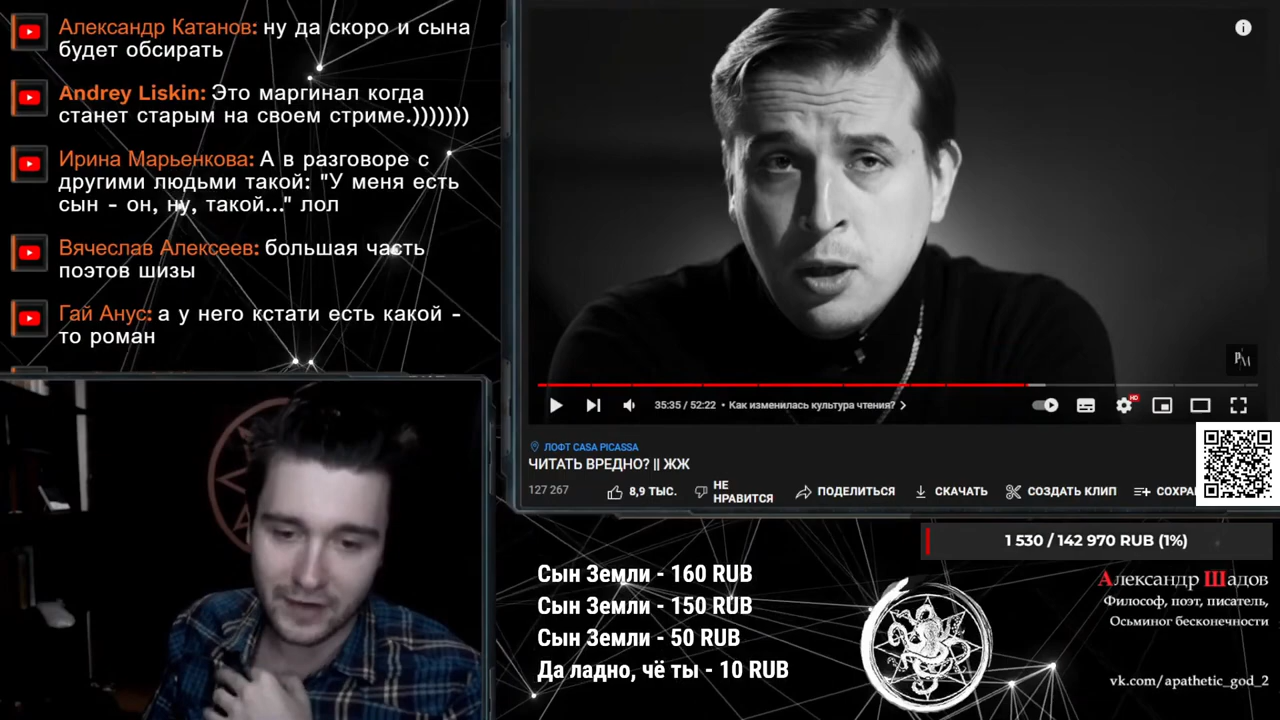 Александр Катанов: ну да скоро и сына
будет обсирать
Andrey Liskin: Это маргинал когда
станет старым на своем стриме.)))))))
Ирина Марьенкова: А в разговоре с
другими людьми такой: "У меня есть
сын - он, ну, такой..." лол
Вячеслав Алексеев: большая часть
поэтов шизы
Гай Анус: а у него кстати есть какой -
то роман
35:35 / 52:22 • Как изменилась культура чтения?
HD
ЛОФТ CASA PICASSA
ЧИТАТЬ ВРЕДНО? || ЖЖ
127 267
8,9 ТЫС.
НЕ
НРАВИТСЯ
ПОДЕЛИТЬСЯ
СКАЧАТЬ
СОЗДАТЬ КЛИП
СОХРАН
1 530 / 142 970 RUB (1%)
Сын Земли - 160 RUB
Сын Земли - 150 RUB
Сын Земли - 50 RUB
Да ладно, чё ты - 10 RUB
Александр Шадов
Философ, поэт, писатель,
Осьминог бесконечности
vk.com/apathetic_god_2